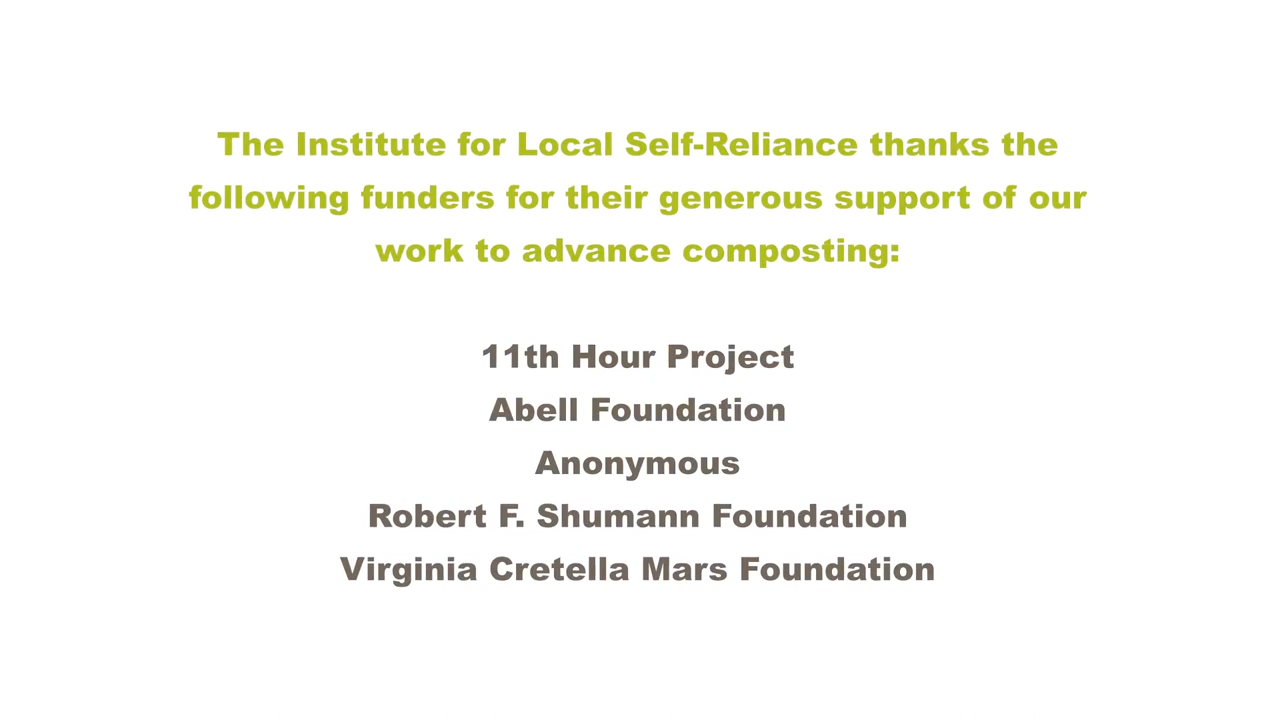 The Institute for Local Self-Reliance thanks the
following funders for their generous support of our
work to advance composting:
11th Hour Project
Abell Foundation
Anonymous
Robert F. Shumann Foundation
Virginia Cretella Mars Foundation